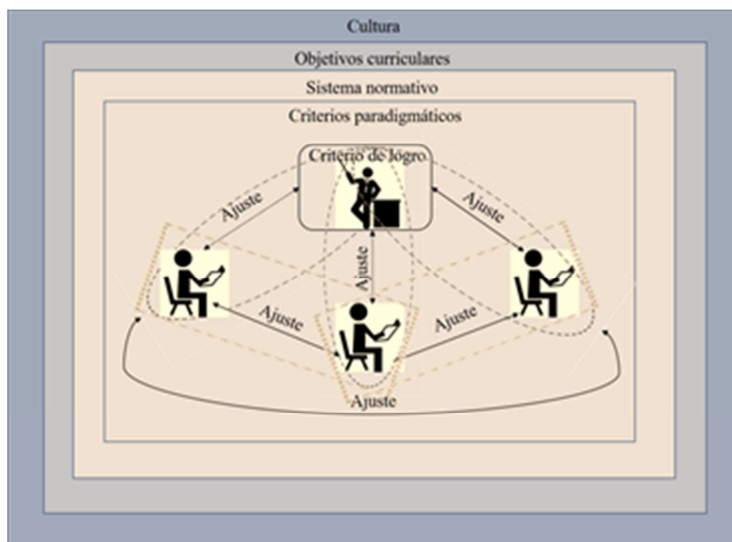 Cultura
Objetivos curriculares
Sistema normativo
Criterios paradigmáticos
Criterio de logro
Ajuste
Ajuste
Ajuste
Ajuste
Ajuste
Ajuste